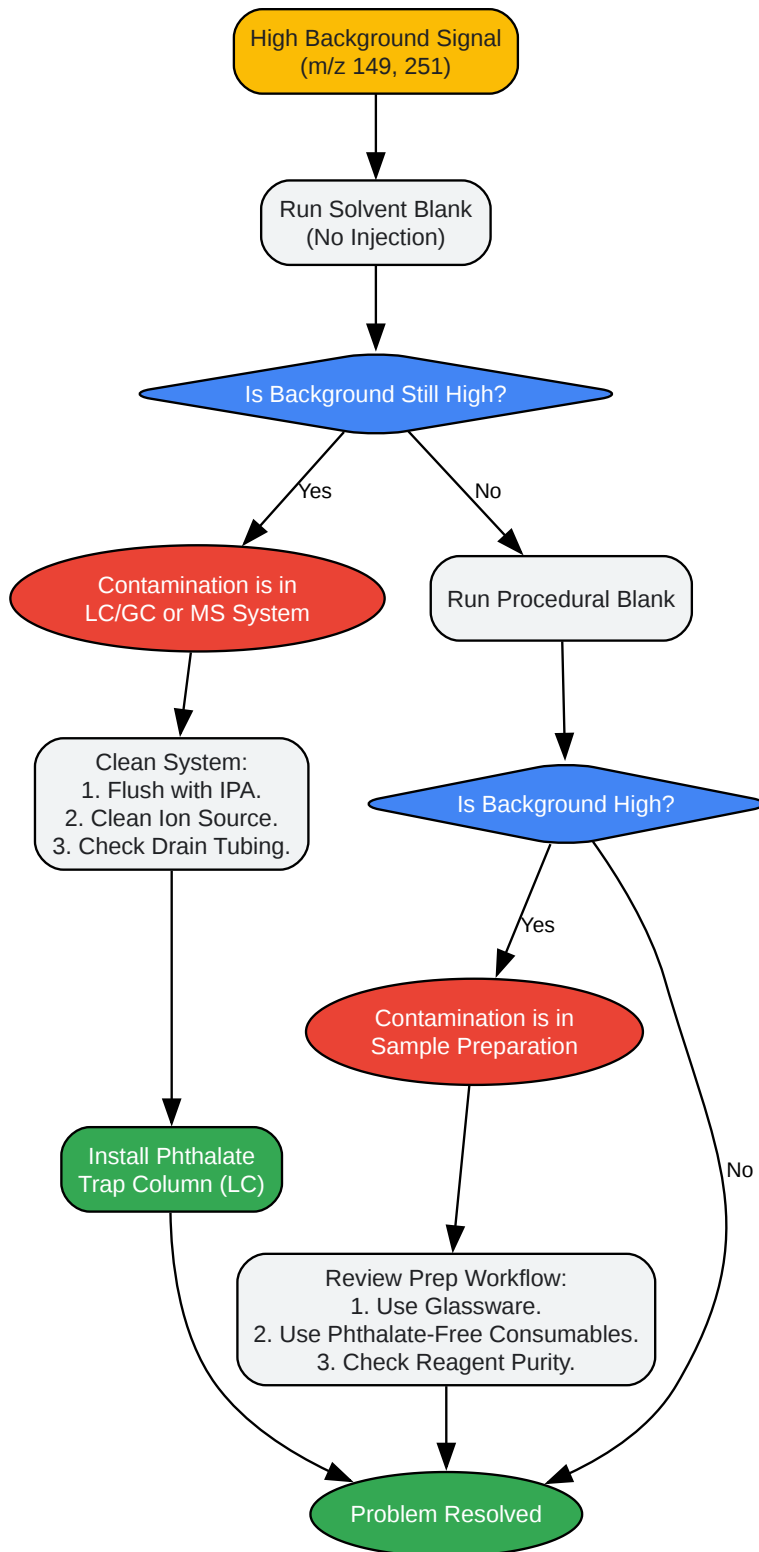 High Background Signal
(m/z 149, 251)
Run Solvent Blank
(No Injection)
Is Background Still High?
Yes
No
Contamination is in
LC/GC or MS System
Run Procedural Blank
Clean System:
1. Flush with IPA.
2. Clean Ion Source.
3. Check Drain Tubing.
Is Background High?
Yes
Contamination is in
Sample Preparation
Install Phthalate
Trap Column (LC)
No
Review Prep Workflow:
1. Use Glassware.
2. Use Phthalate-Free Consumables.
3. Check Reagent Purity.
Problem Resolved